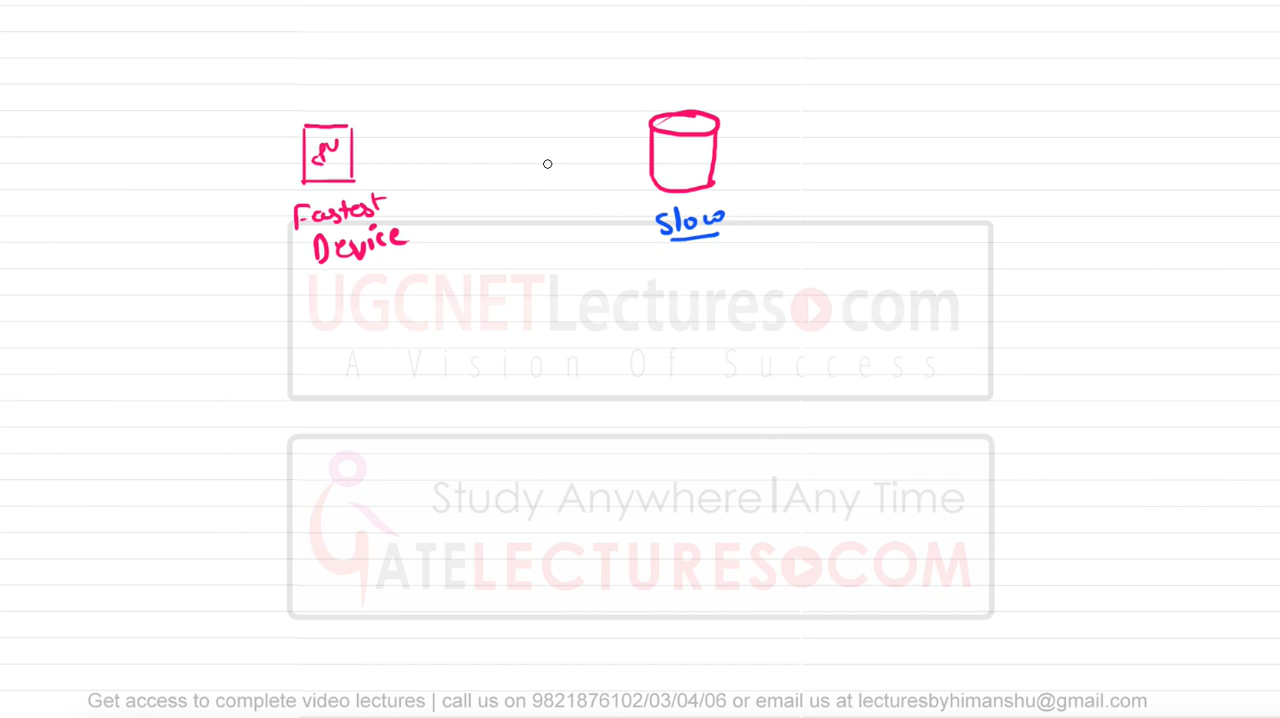 CPU
Fastest
Device
Slow
UGCNETLectures.com
A Vision Of Success
Study Anywhere|Any Time
GATELECTURES.COM
Get access to complete video lectures | call us on 9821876102/03/04/06 or email us at lecturesbyhimanshu@gmail.com